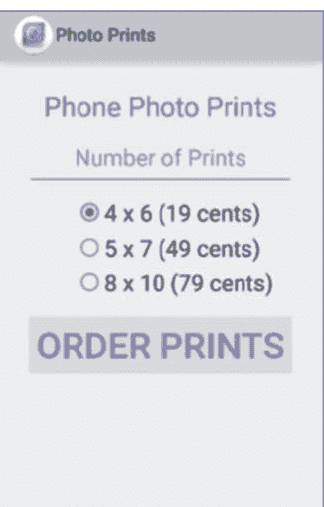 Photo Prints
Phone Photo Prints
Number of Prints
4 x 6 (19 cents)
5 x 7 (49 cents)
8 x 10 (79 cents)
ORDER PRINTS